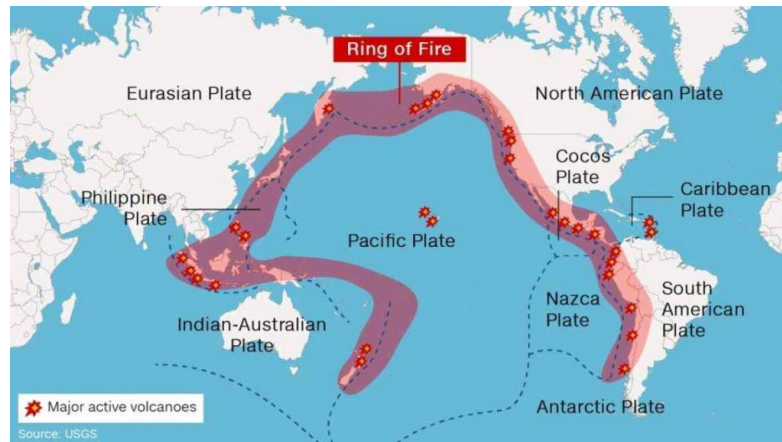 Ring of Fire
Eurasian Plate
North American Plate
Cocos
Plate
Caribbean
Plate
Philippine
Plate
Pacific Plate
Indian-Australian
Plate
Nazca
Plate
South
American
Plate
Antarctic Plate
Major active volcanoes
Source: USGS